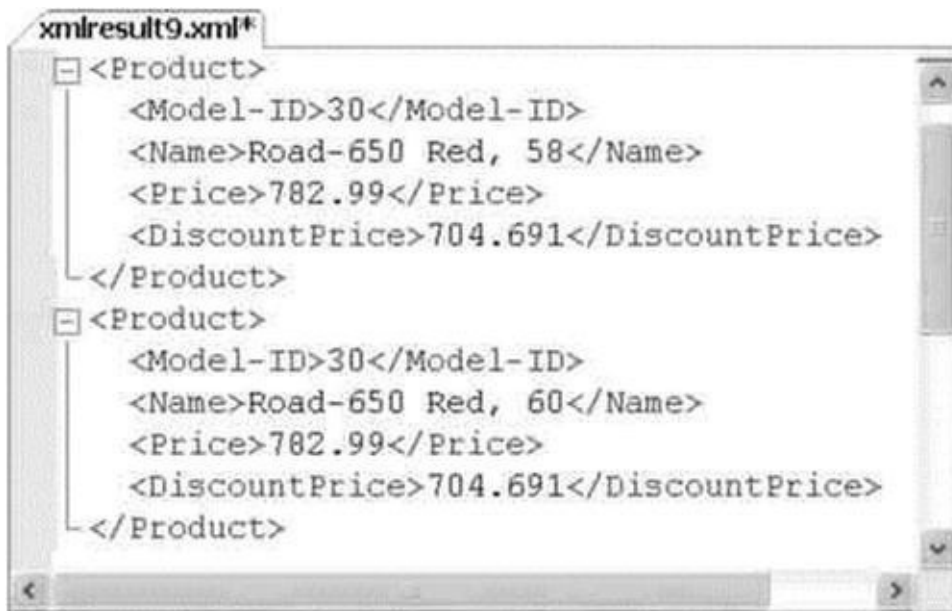 xmlresult9.xml*
<Product>
<Model-ID>30</Model-ID>
<Name>Road-650 Red, 58</Name>
<Price>782.99</Price>
<DiscountPrice>704.691</DiscountPrice>
</Product>
<Product>
<Model-ID>30</Model-ID>
<Name>Road-650 Red, 60</Name>
<Price>782.99</Price>
<DiscountPrice>704.691</DiscountPrice>
</Product>